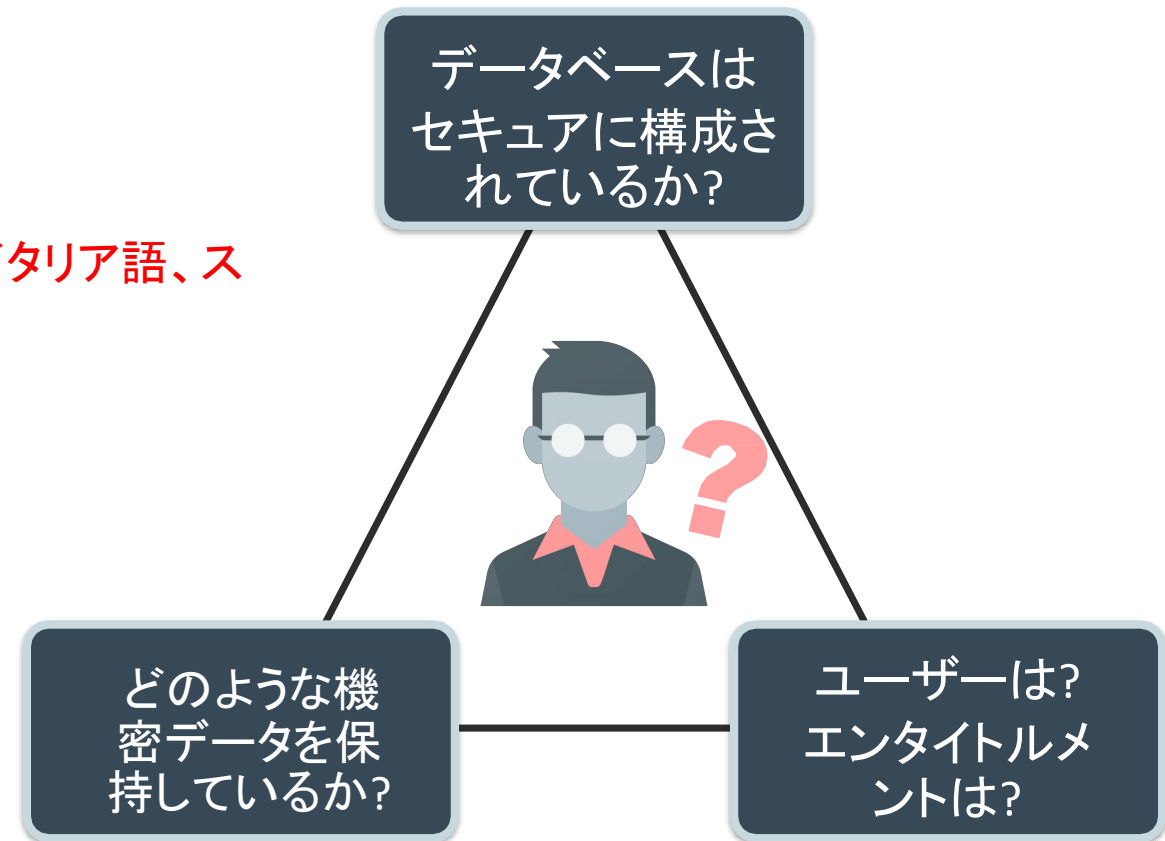 データベースは
セキュアに構成さ
れているか?
イタリア語、ス
どのような機
密データを保
持しているか?
ユーザーは?
エンタイトルメ
ントは?